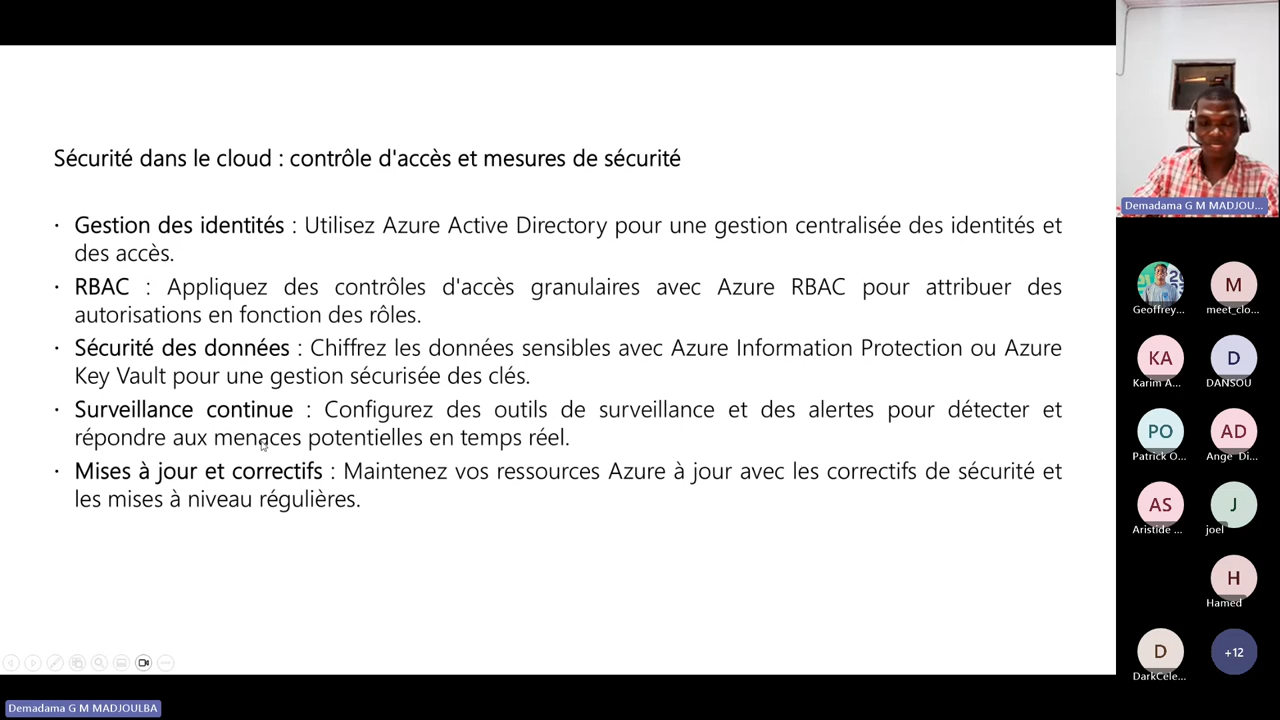 Sécurité dans le cloud : contrôle d'accès et mesures de sécurité
· Gestion des identités : Utilisez Azure Active Directory pour une gestion centralisée des identités et
des accès.
· RBAC : Appliquez des contrôles d'accès granulaires avec Azure RBAC pour attribuer des
autorisations en fonction des rôles.
· Sécurité des données : Chiffrez les données sensibles avec Azure Information Protection ou Azure
Key Vault pour une gestion sécurisée des clés.
· Surveillance continue : Configurez des outils de surveillance et des alertes pour détecter et
répondre aux menaces potentielles en temps réel.
· Mises à jour et correctifs : Maintenez vos ressources Azure à jour avec les correctifs de sécurité et
les mises à niveau régulières.
Demadama G M MADJOULBA
Demadama G M MADJOU...
Geoffrey...
M
meet_clo...
KA
Karim A...
D
DANSOU
PO
Patrick O...
AD
Ange Di...
AS
Aristide ...
J
joel
H
Hamed
D
DarkCele...
+12